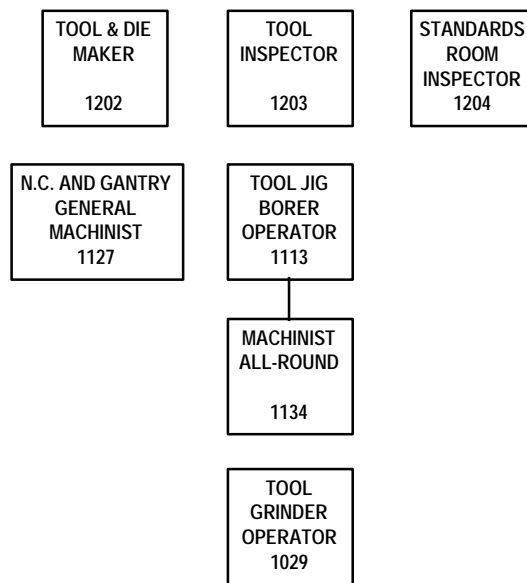 TOOL & DIE
MAKER
1202
TOOL
INSPECTOR
1203
STANDARDS
ROOM
INSPECTOR
1204
N.C. AND GANTRY
GENERAL
MACHINIST
1127
TOOL JIG
BORER
OPERATOR
1113
MACHINIST
ALL-ROUND
1134
TOOL
GRINDER
OPERATOR
1029